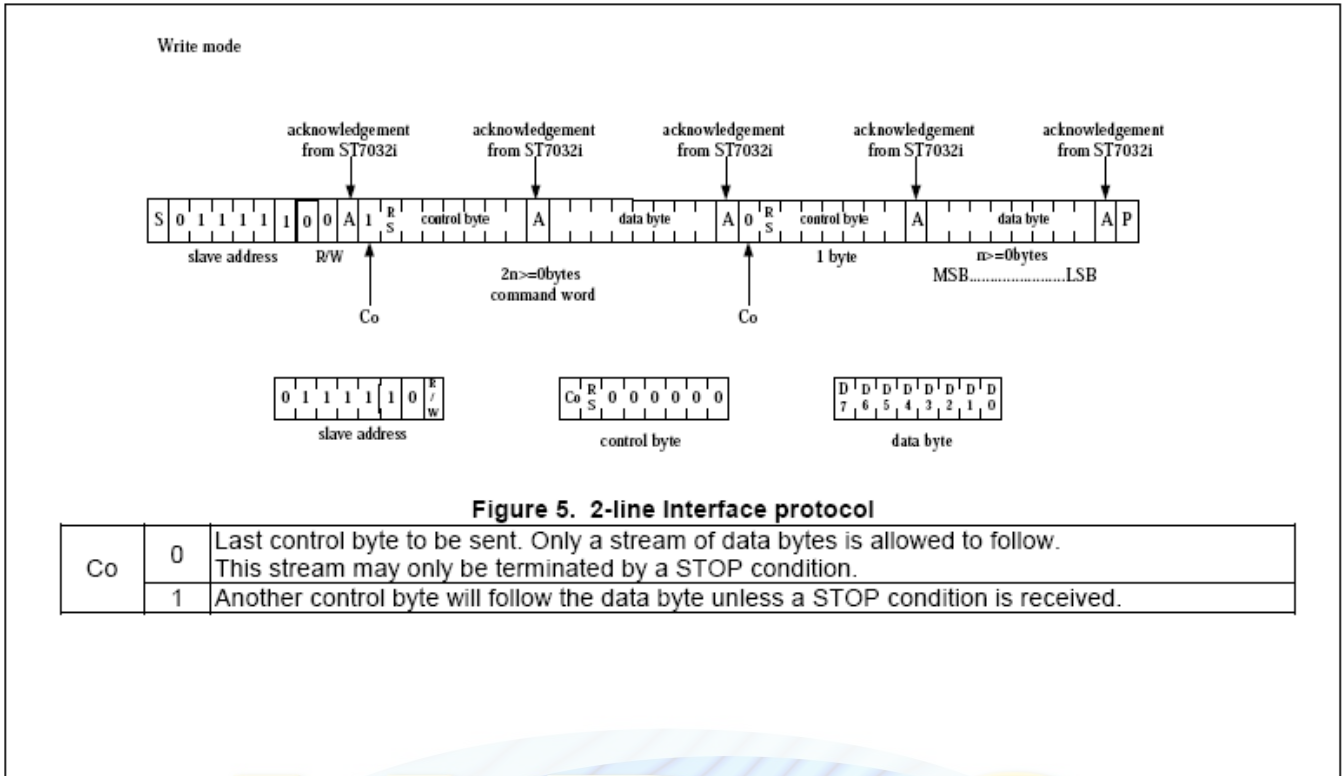 Write mode
acknowledgement acknowledgement acknowledgement acknowledgement acknowledgement
from ST7032i from ST7032i from ST7032i from ST7032i from ST7032i
S 0 1 1 1 1 1 0 0 A 1 RS control byte A data byte A 0 RS control byte A data byte A P
slave address R/W 2n>=0bytes 1 byte n>=0bytes
command word MSB........................LSB
Co Co
0 1 1 1 1 1 0 R/W Co RS 0 0 0 0 0 0 D7 D6 D5 D4 D3 D2 D1 D0
slave address control byte data byte
Figure 5. 2-line Interface protocol
Co 0 Last control byte to be sent. Only a stream of data bytes is allowed to follow.
This stream may only be terminated by a STOP condition.
1 Another control byte will follow the data byte unless a STOP condition is received.